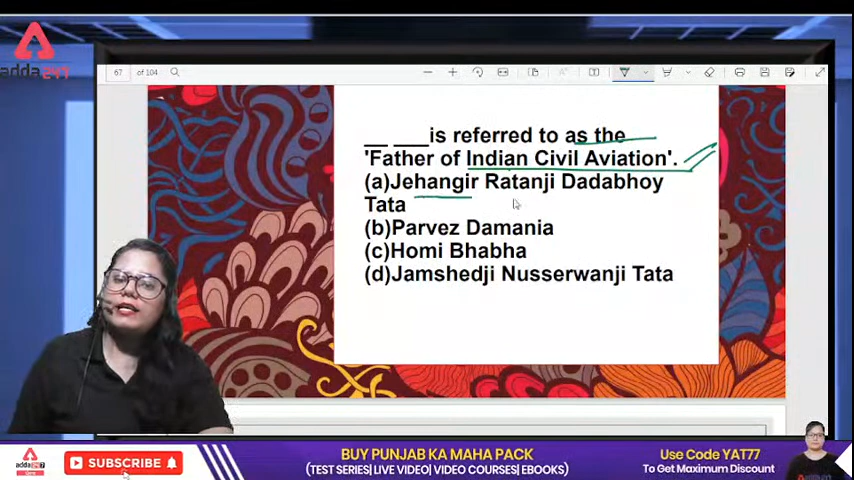 adda247
67 of 104
__ ___is referred to as the
'Father of Indian Civil Aviation'.
(a)Jehangir Ratanji Dadabhoy
Tata
(b)Parvez Damania
(c)Homi Bhabha
(d)Jamshedji Nusserwanji Tata
adda247
SUBSCRIBE
BUY PUNJAB KA MAHA PACK
(TEST SERIES| LIVE VIDEO| VIDEO COURSES| EBOOKS)
Use Code YAT77
To Get Maximum Discount